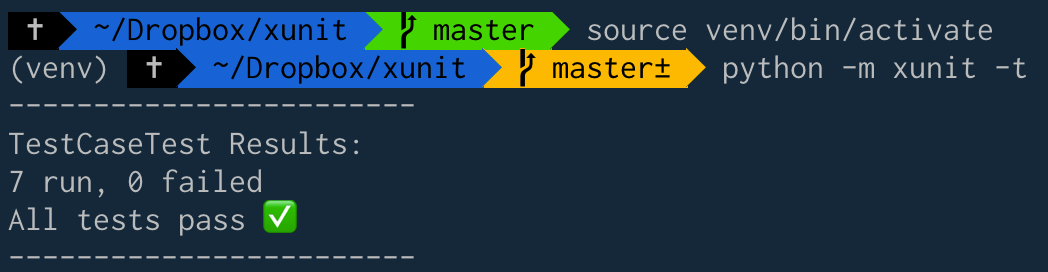 ✝ ~/Dropbox/xunit master source venv/bin/activate
(venv) ✝ ~/Dropbox/xunit master± python -m xunit -t
------------------------
TestCaseTest Results:
7 run, 0 failed
All tests pass ✅
------------------------